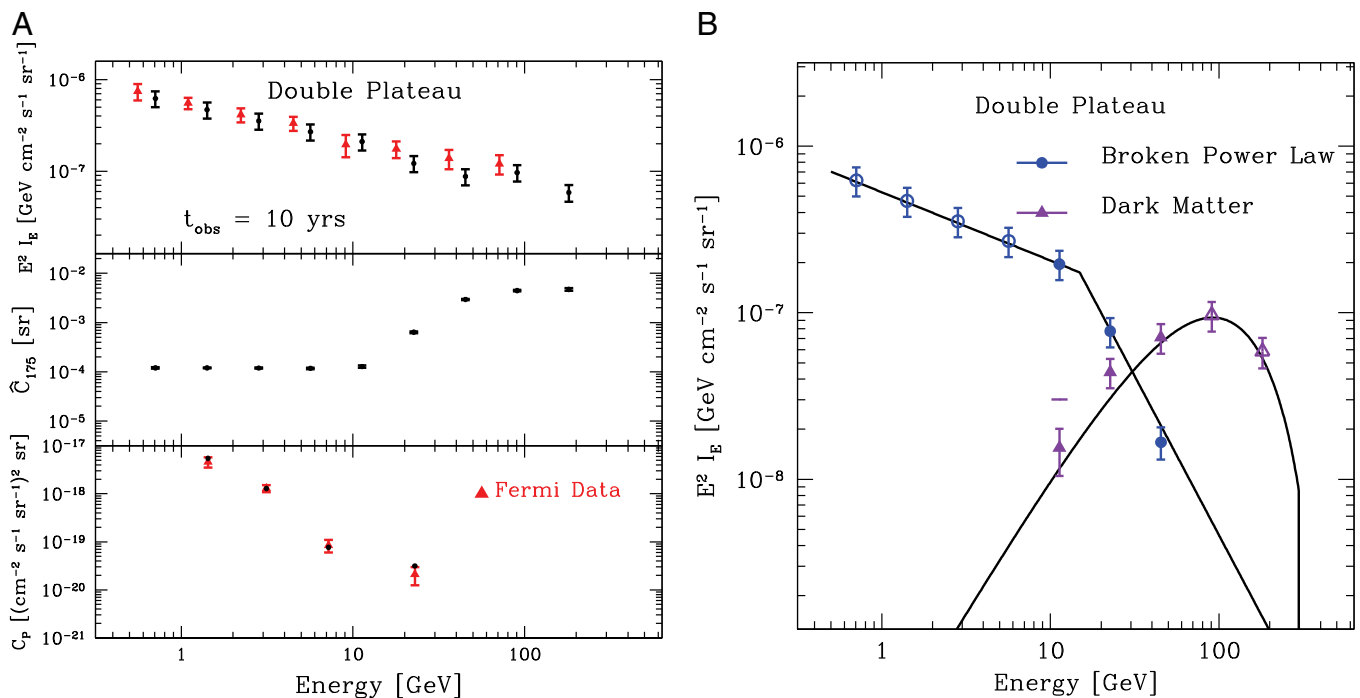 A
E² I_E [GeV cm⁻² s⁻¹ sr⁻¹]
10⁻⁶
10⁻⁷
Double Plateau
t_obs = 10 yrs
Ĉ₁₇₅ [sr]
10⁻²
10⁻³
10⁻⁴
10⁻⁵
C_P [(cm⁻² s⁻¹ sr⁻¹)² sr]
10⁻¹⁷
10⁻¹⁸
10⁻¹⁹
10⁻²⁰
10⁻²¹
Fermi Data
1 10 100
Energy [GeV]
B
E² I_E [GeV cm⁻² s⁻¹ sr⁻¹]
10⁻⁶
10⁻⁷
10⁻⁸
Double Plateau
Broken Power Law
Dark Matter
1 10 100
Energy [GeV]